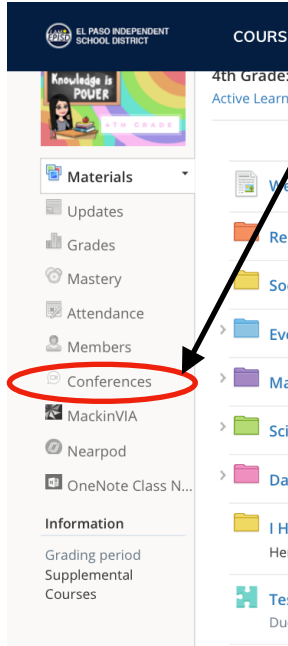 EL PASO INDEPENDENT
SCHOOL DISTRICT
COURS
Knowledge is
POWER
4TH GRADE
4th Grade:
Active Learn
Materials
We
Updates
Re
Grades
Soc
Mastery
Attendance
Eve
Members
Ma
Conferences
MackinVIA
Sci
Nearpod
Da
OneNote Class N...
Information
I H
Her
Grading period
Supplemental
Courses
Tes
Du